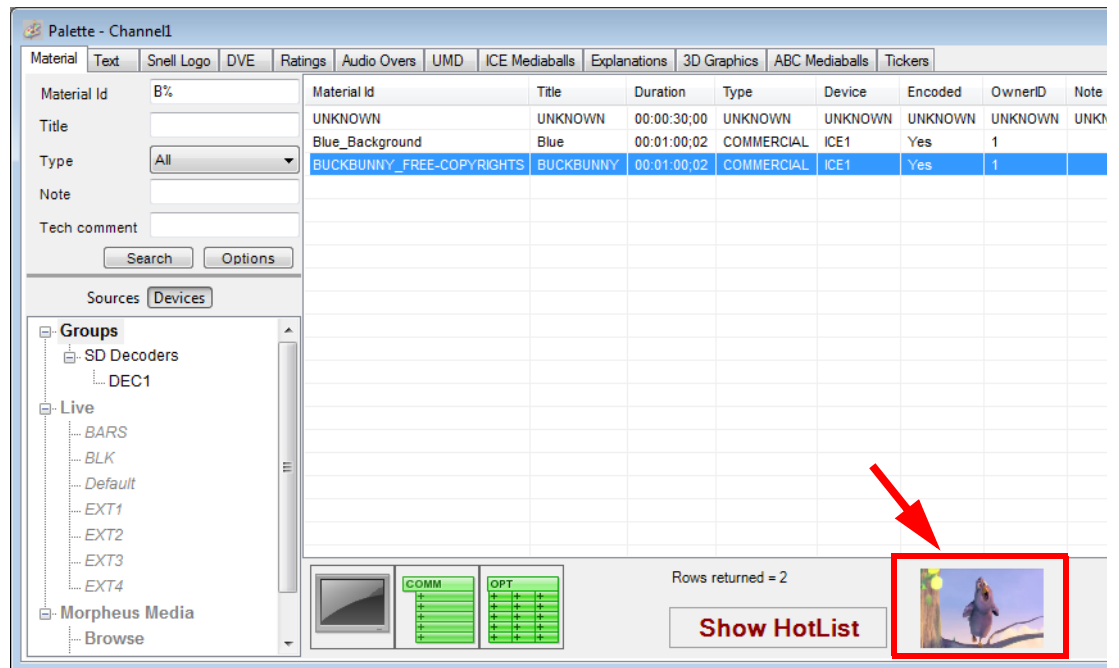 Palette - Channel1
Material Text Snell Logo DVE Ratings Audio Overs UMD ICE Mediaballs Explanations 3D Graphics ABC Mediaballs Tickers
Material Id B%
Title
Type All
Note
Tech comment
Search Options
Sources Devices
Groups
SD Decoders
DEC1
Live
BARS
BLK
Default
EXT1
EXT2
EXT3
EXT4
Morpheus Media
Browse
Material Id Title Duration Type Device Encoded OwnerID Note
UNKNOWN UNKNOWN 00:00:30;00 UNKNOWN UNKNOWN UNKNOWN UNKNOWN UNKN
Blue_Background Blue 00:01:00;02 COMMERCIAL ICE1 Yes 1
BUCKBUNNY_FREE-COPYRIGHTS BUCKBUNNY 00:01:00;02 COMMERCIAL ICE1 Yes 1
COMM OPT
Rows returned = 2
Show HotList